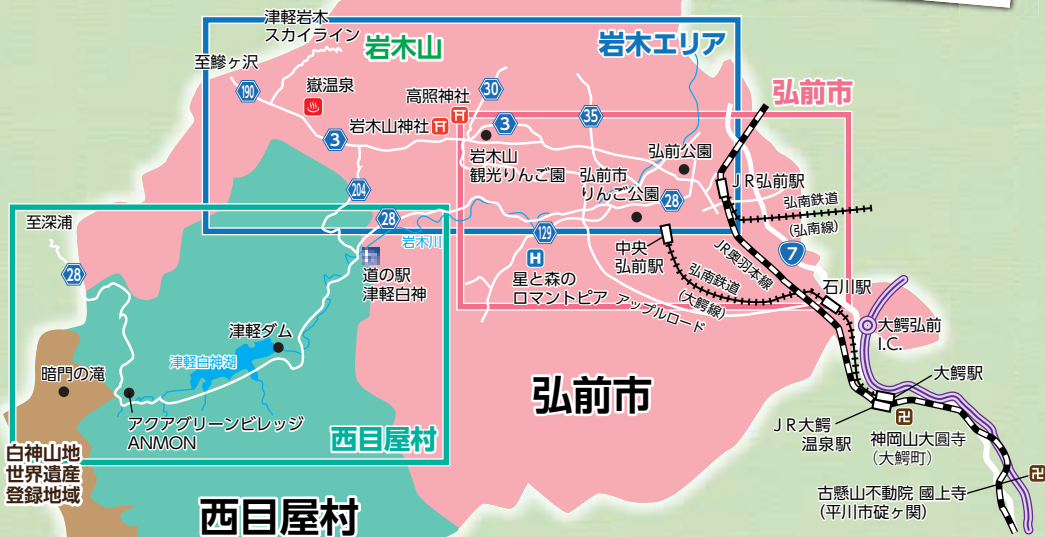 津軽岩木
スカイライン
岩木山
岩木エリア
至鰺ヶ沢
190
嶽温泉
高照神社
30
弘前市
岩木山神社
3
3
35
岩木山
観光りんご園
弘前市
りんご公園
弘前公園
28
JR弘前駅
弘南鉄道
(弘南線)
204
28
岩木川
129
至深浦
28
道の駅
津軽白神
H
星と森の
ロマントピア
中央
弘前駅
JR奥羽本線
7
弘南鉄道
(大鰐線)
アップルロード
石川駅
大鰐弘前
I.C.
津軽ダム
津軽白神湖
暗門の滝
アクアグリーンビレッジ
ANMON
西目屋村
弘前市
大鰐駅
JR大鰐
温泉駅
卍
神岡山大圓寺
(大鰐町)
白神山地
世界遺産
登録地域
西目屋村
卍
古懸山不動院 國上寺
(平川市碇ヶ関)